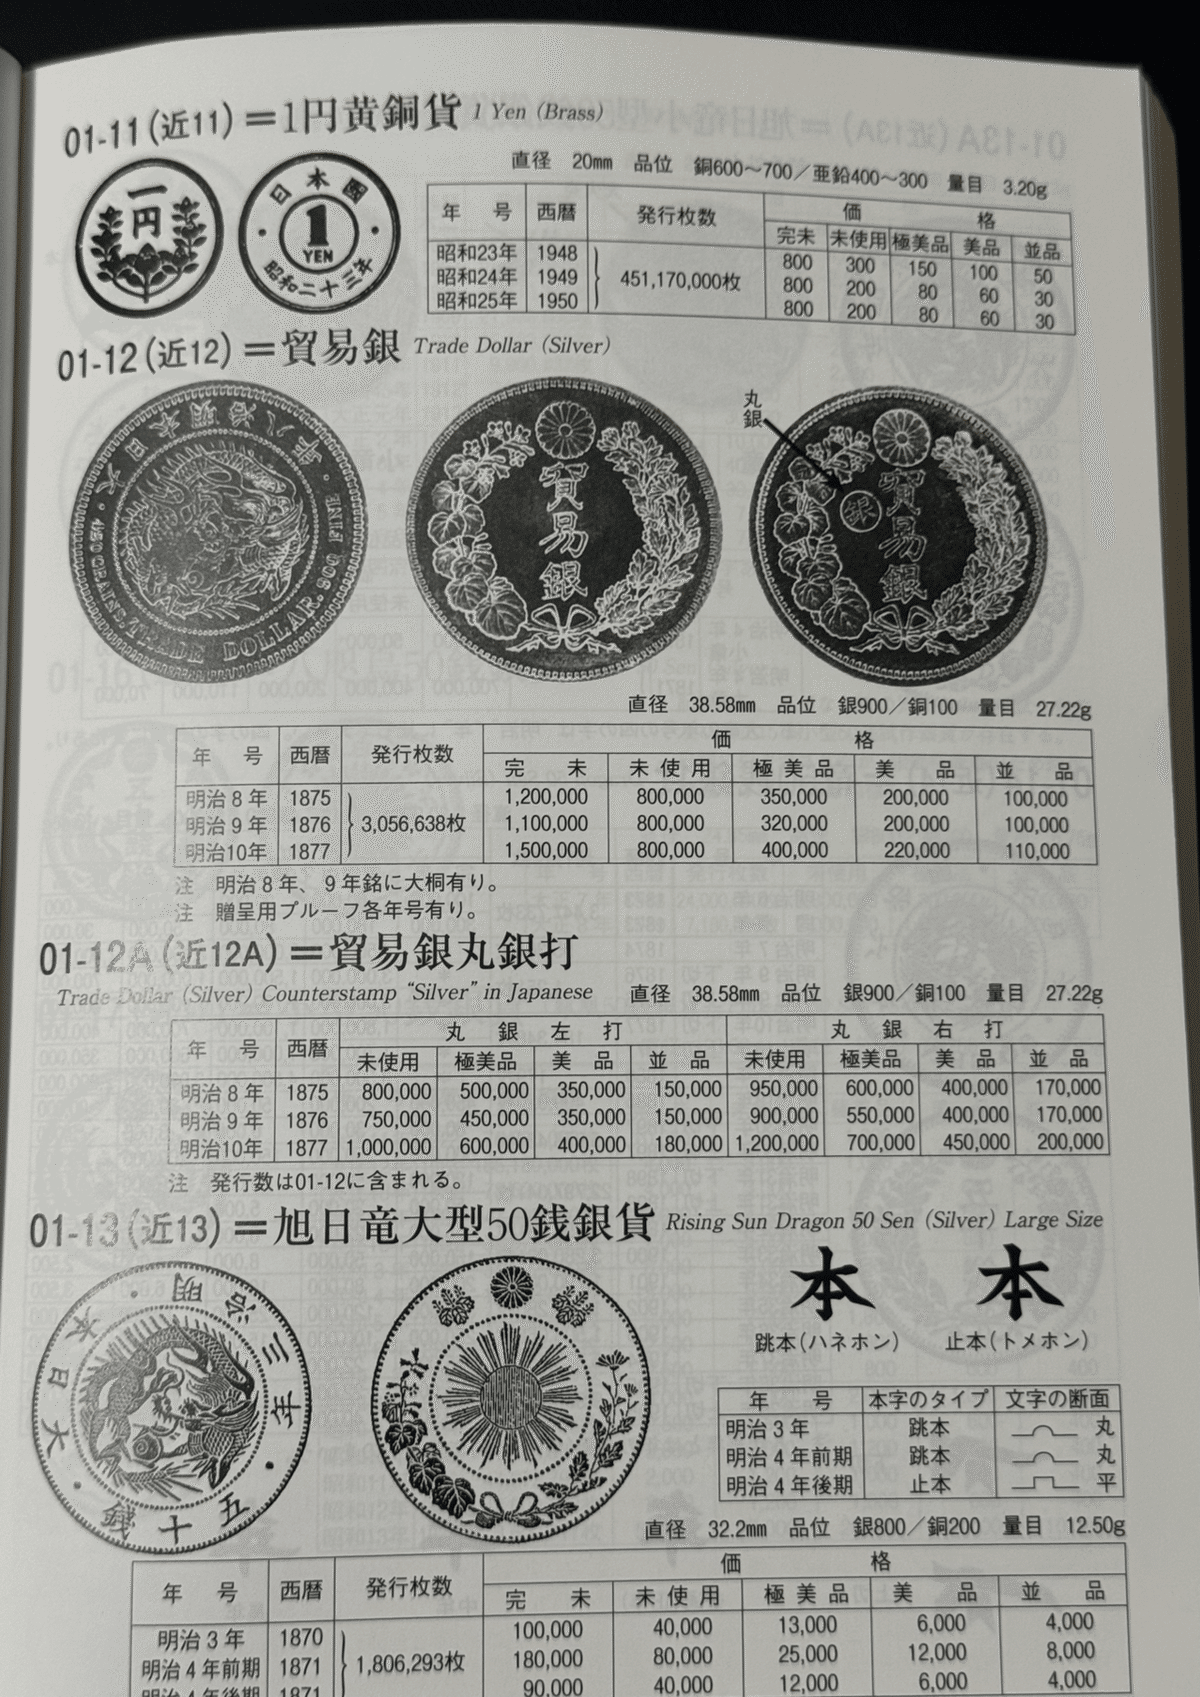 01-11(近11)＝1円黄銅貨 1 Yen (Brass)
直径 20mm 品位 銅600～700／亜鉛400～300 量目 3.20g
一円
日本國
1
YEN
昭和二十三年
年号 西暦 発行枚数 価格
完未 未使用 極美品 美品 並品
昭和23年 1948 800 300 150 100 50
昭和24年 1949 451,170,000枚 800 200 80 60 30
昭和25年 1950 800 200 80 60 30
01-12(近12)＝貿易銀 Trade Dollar (Silver)
大日本明治八年
420 GRAINS. TRADE DOLLAR. 900 FINE.
貿易銀
丸銀
銀
貿易銀
直径 38.58mm 品位 銀900／銅100 量目 27.22g
年号 西暦 発行枚数 価格
完未 未使用 極美品 美品 並品
明治8年 1875 1,200,000 800,000 350,000 200,000 100,000
明治9年 1876 3,056,638枚 1,100,000 800,000 320,000 200,000 100,000
明治10年 1877 1,500,000 800,000 400,000 220,000 110,000
注 明治8年、9年銘に大桐有り。
注 贈呈用プルーフ各年号有り。
01-12A(近12A)＝貿易銀丸銀打
Trade Dollar (Silver) Counterstamp “Silver” in Japanese 直径 38.58mm 品位 銀900／銅100 量目 27.22g
年号 西暦 丸銀左打 丸銀右打
未使用 極美品 美品 並品 未使用 極美品 美品 並品
明治8年 1875 800,000 500,000 350,000 150,000 950,000 600,000 400,000 170,000
明治9年 1876 750,000 450,000 350,000 150,000 900,000 550,000 400,000 170,000
明治10年 1877 1,000,000 600,000 400,000 180,000 1,200,000 700,000 450,000 200,000
注 発行数は01-12に含まれる。
01-13(近13)＝旭日竜大型50銭銀貨 Rising Sun Dragon 50 Sen (Silver) Large Size
大日本明治三年
五十錢
本 本
跳本(ハネホン) 止本(トメホン)
年号 本字のタイプ 文字の断面
明治3年 跳本 丸
明治4年前期 跳本 丸
明治4年後期 止本 平
直径 32.2mm 品位 銀800／銅200 量目 12.50g
年号 西暦 発行枚数 価格
完未 未使用 極美品 美品 並品
明治3年 1870 100,000 40,000 13,000 6,000 4,000
明治4年前期 1871 1,806,293枚 180,000 80,000 25,000 12,000 8,000
明治4年後期 1871 90,000 40,000 12,000 6,000 4,000